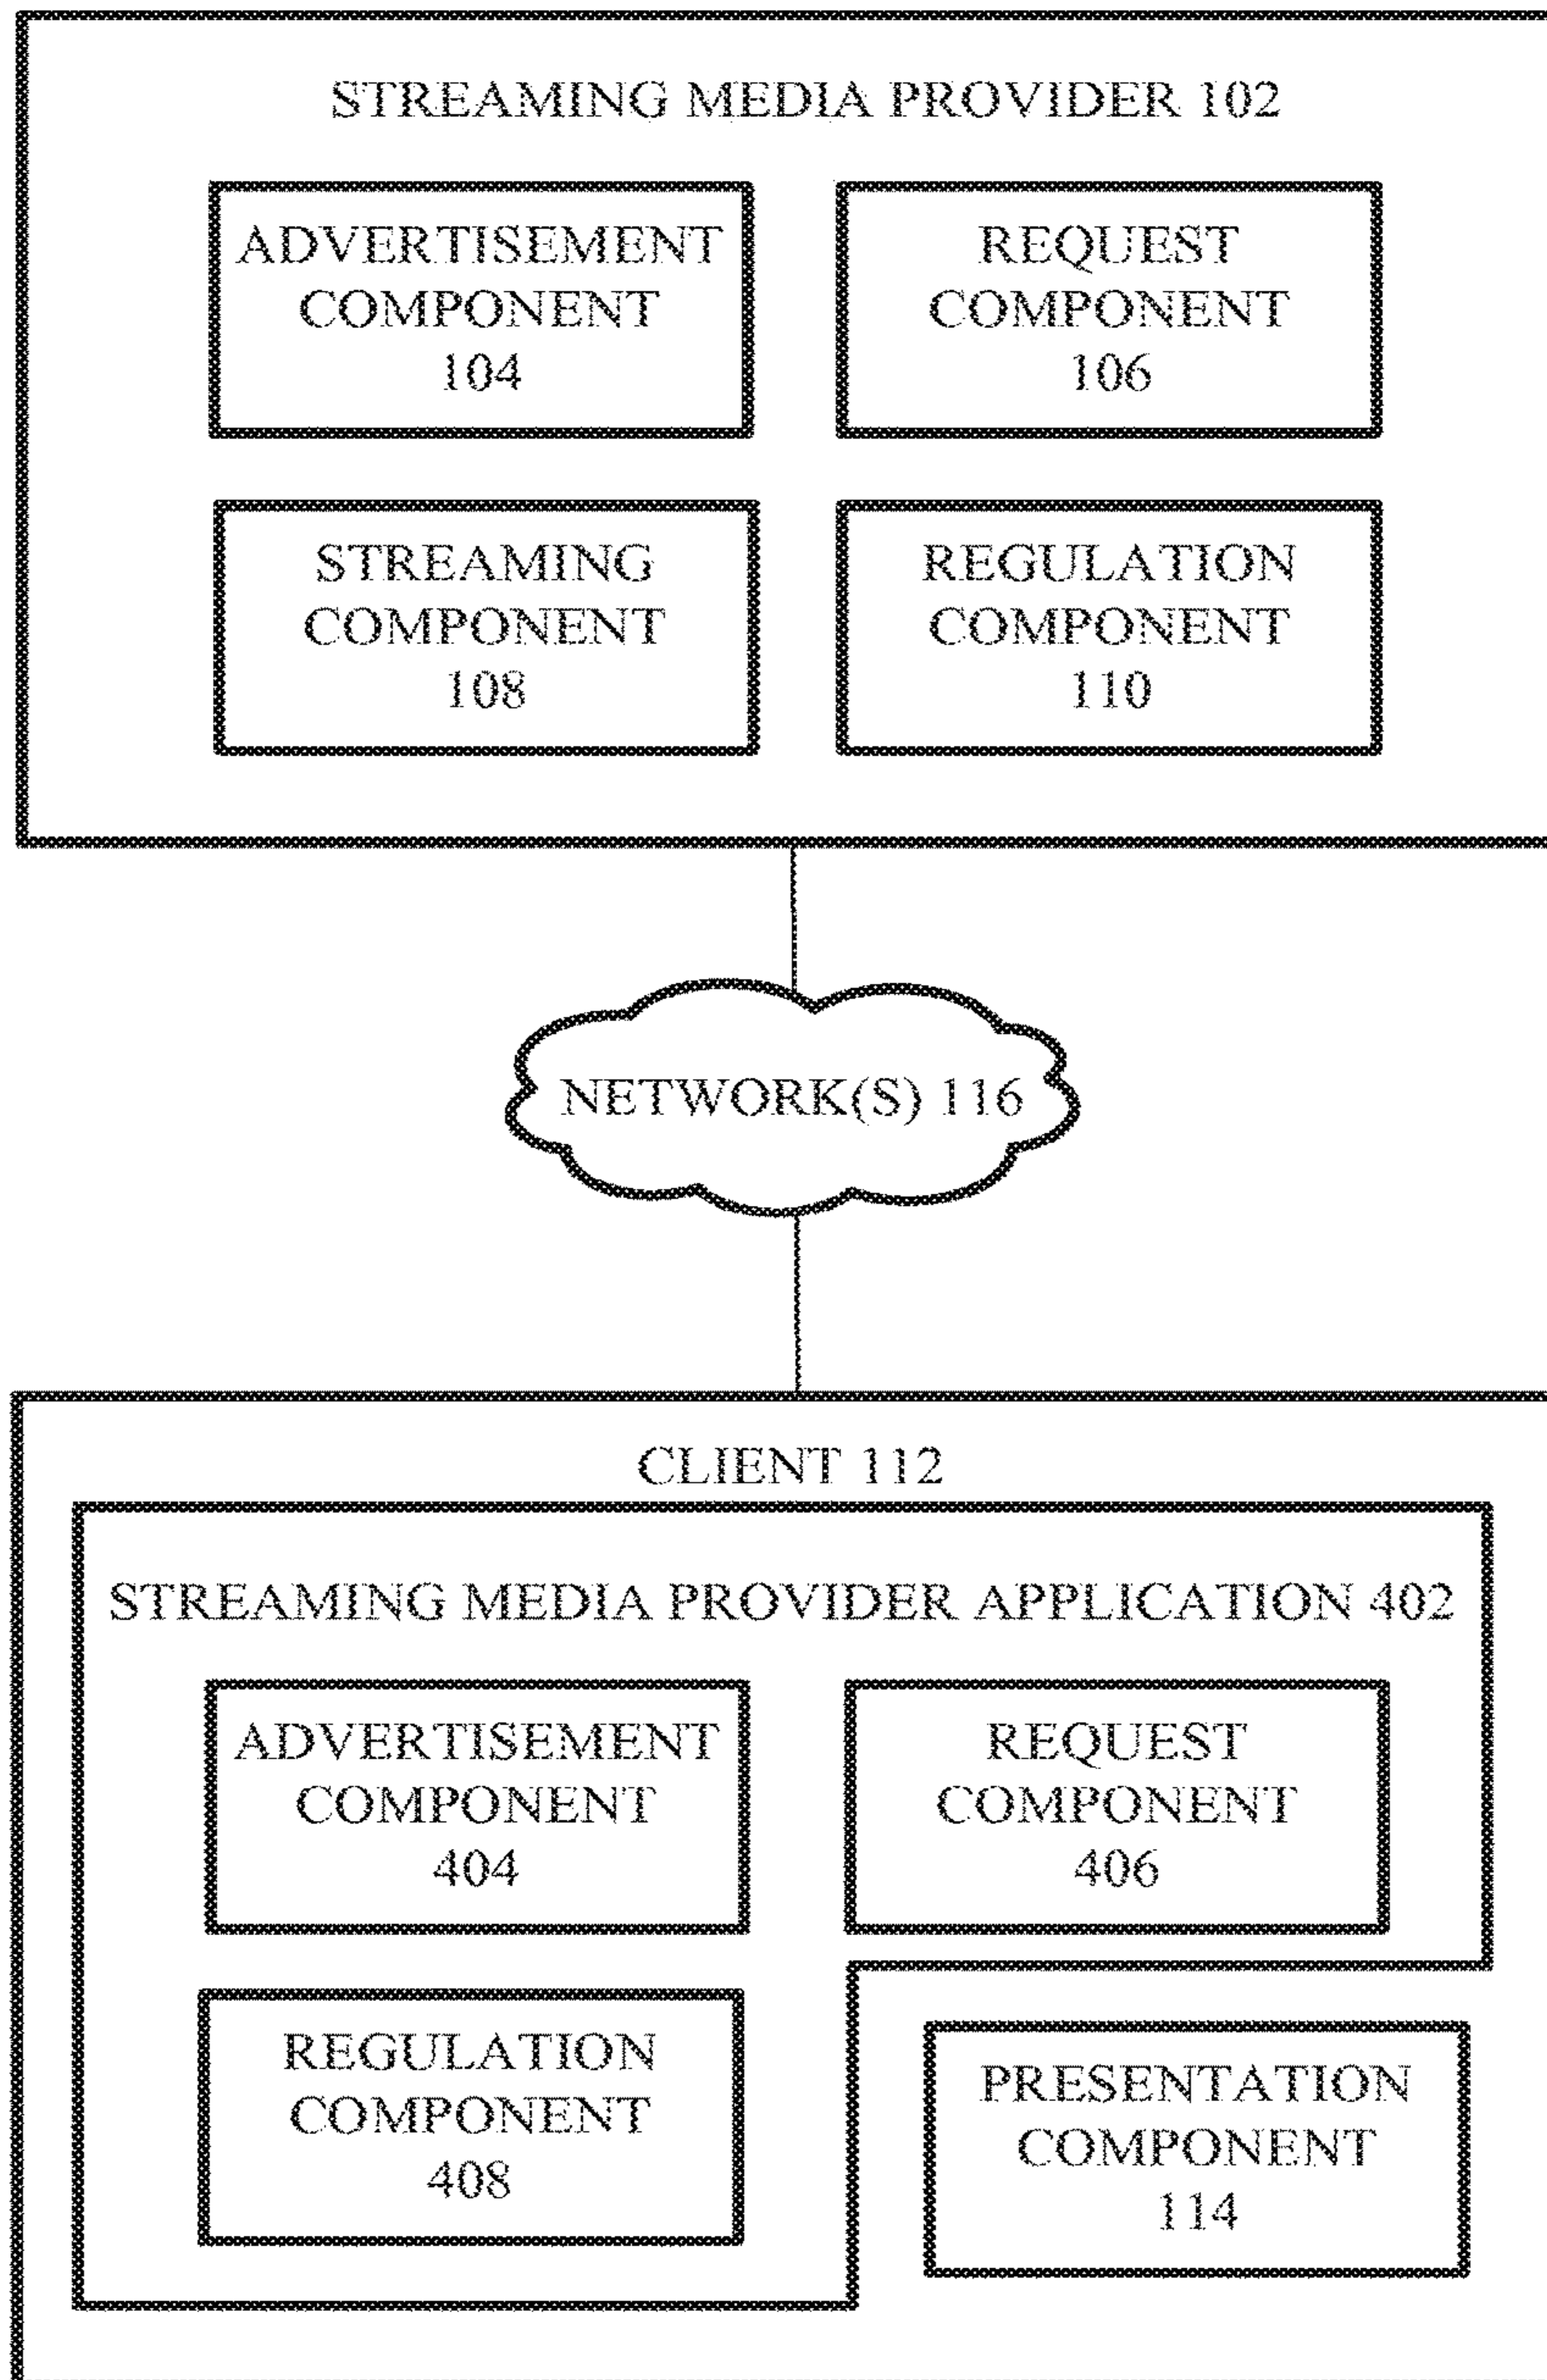 STREAMING MEDIA PROVIDER 102
ADVERTISEMENT
COMPONENT
104
REQUEST
COMPONENT
106
STREAMING
COMPONENT
108
REGULATION
COMPONENT
110
NETWORK(S) 116
CLIENT 112
STREAMING MEDIA PROVIDER APPLICATION 402
ADVERTISEMENT
COMPONENT
404
REQUEST
COMPONENT
406
REGULATION
COMPONENT
408
PRESENTATION
COMPONENT
114